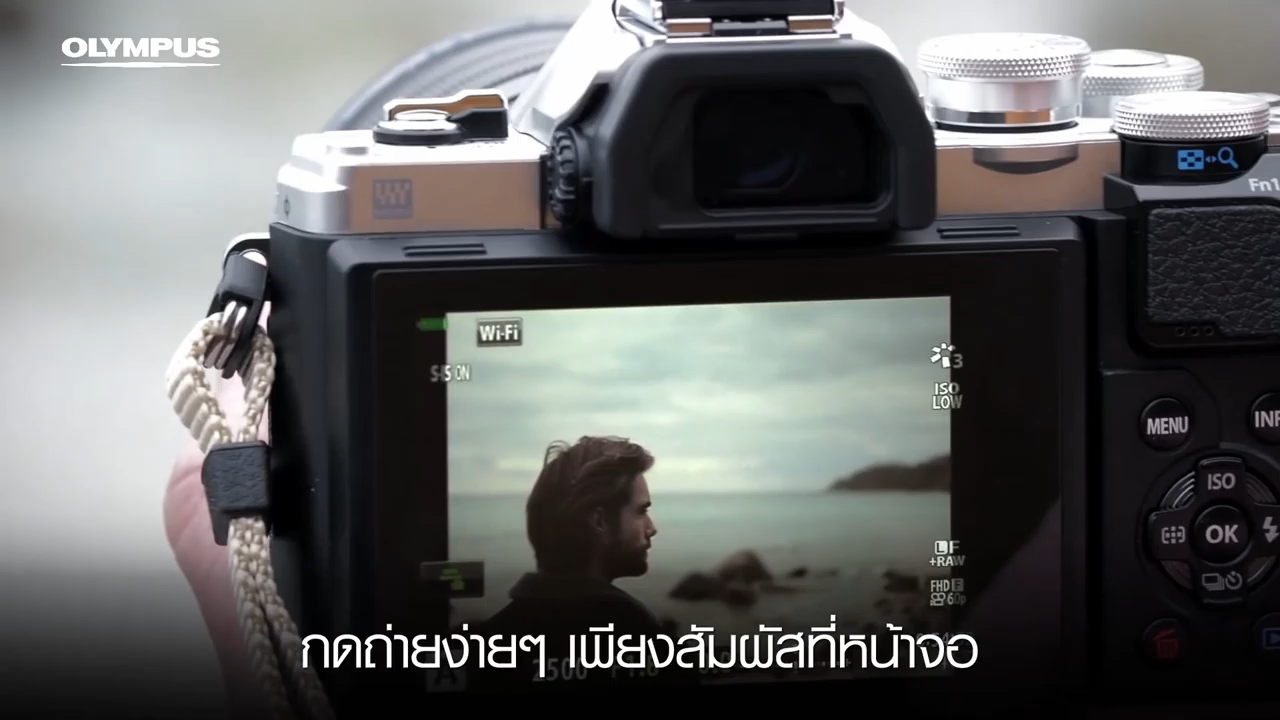 OLYMPUS
Fn1
Wi-Fi
S-IS ON
3
ISO
LOW
MENU
ISO
OK
LF
+RAW
FHD F
60p
กดถ่ายง่ายๆ เพียงสัมผัสที่หน้าจอ
A 2500